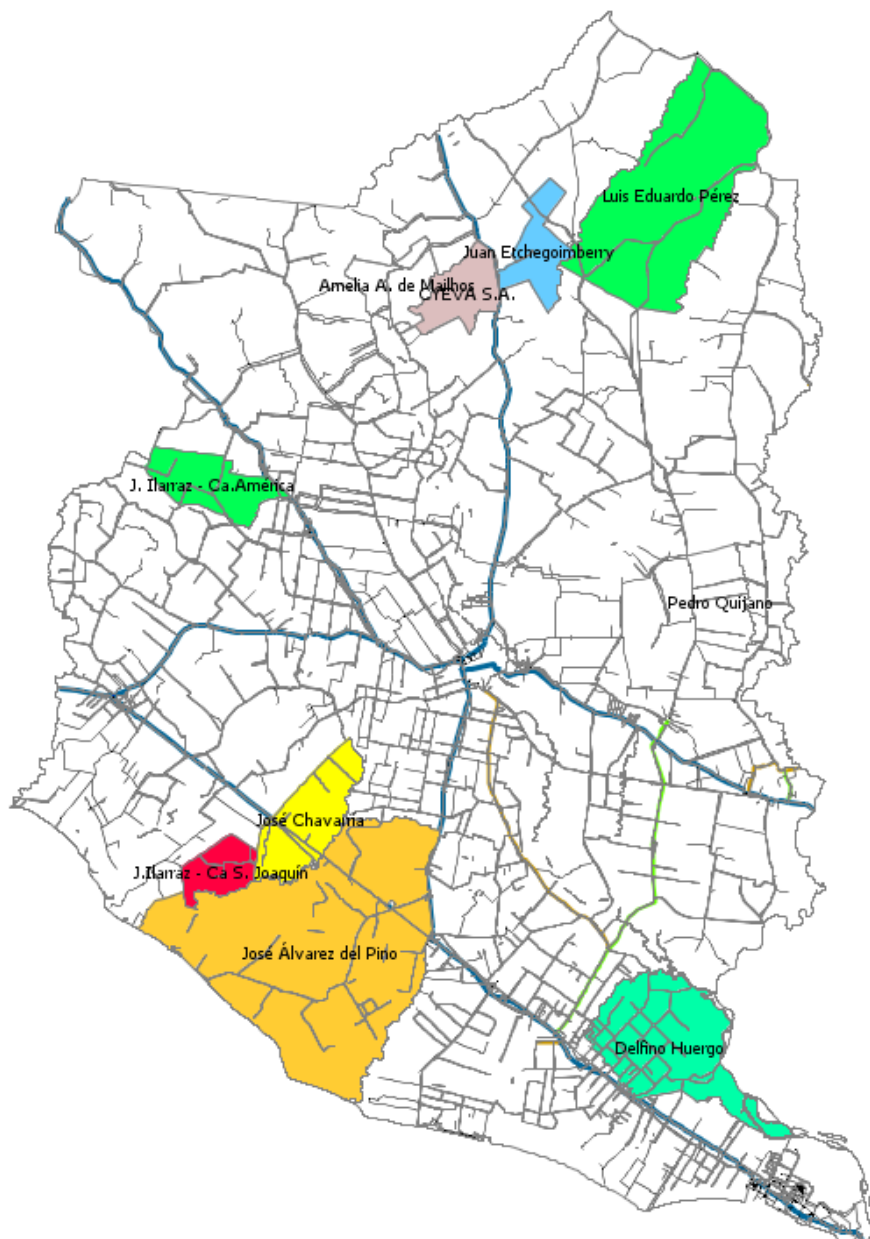 Luis Eduardo Pérez
Juan Etchegoimberry
Amelia A. de Mailhos
CYEVA S.A.
J. Ilarraz - Ca.América
Pedro Quijano
José Chavarria
J.Ilarraz - Ca S. Joaquín
José Álvarez del Pino
Delfino Huergo